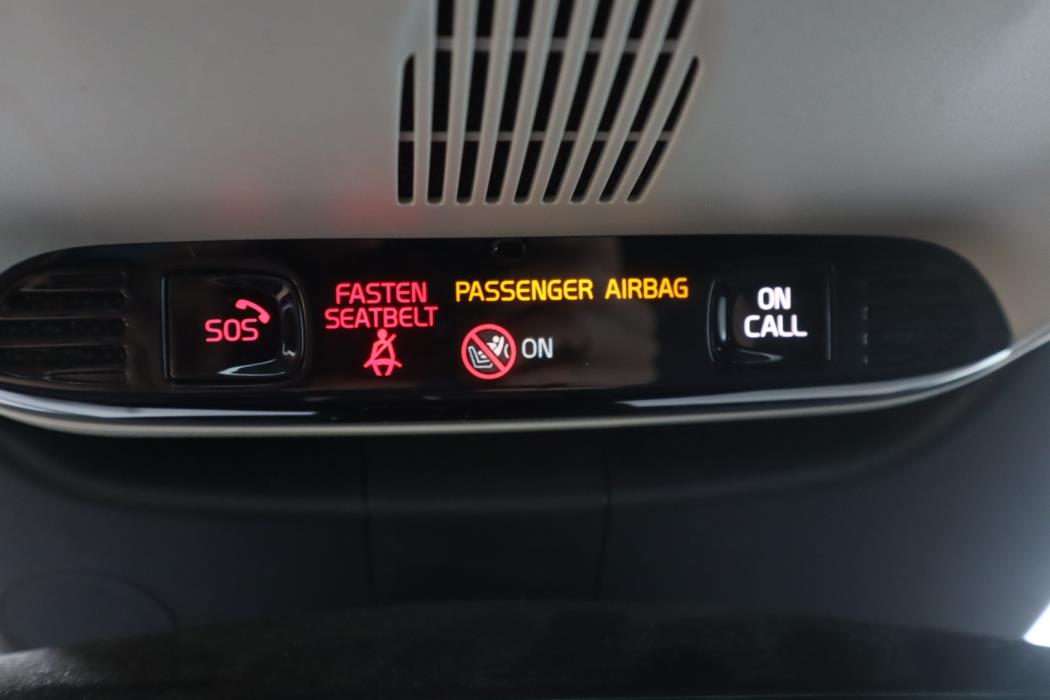 SOS
FASTEN
SEATBELT
PASSENGER AIRBAG
ON
ON
CALL